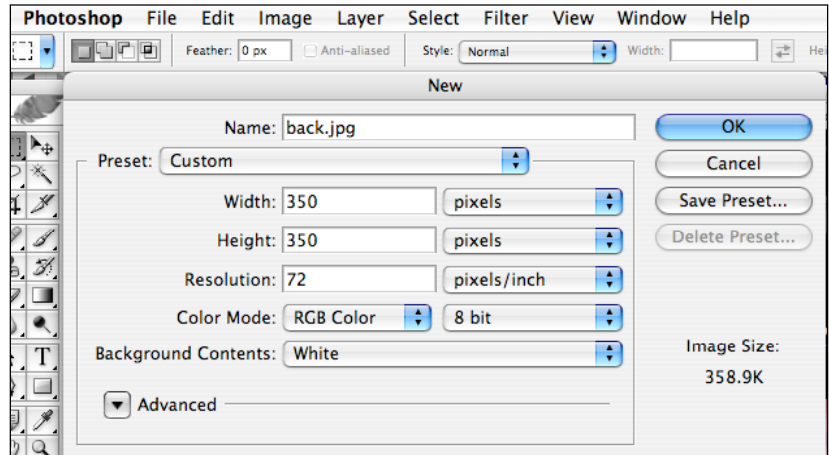 Photoshop File Edit Image Layer Select Filter View Window Help
Feather: 0 px Anti-aliased Style: Normal Width:
New
Name: back.jpg
OK
Preset: Custom
Cancel
Width: 350 pixels
Save Preset...
Height: 350 pixels
Delete Preset...
Resolution: 72 pixels/inch
Color Mode: RGB Color 8 bit
Background Contents: White
Image Size:
358.9K
Advanced